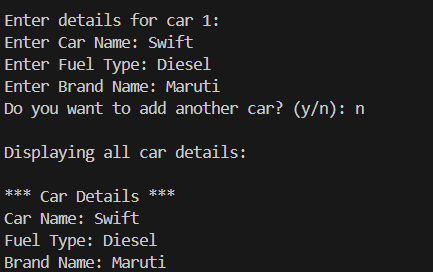 Enter details for car 1:
Enter Car Name: Swift
Enter Fuel Type: Diesel
Enter Brand Name: Maruti
Do you want to add another car? (y/n): n
Displaying all car details:
*** Car Details ***
Car Name: Swift
Fuel Type: Diesel
Brand Name: Maruti